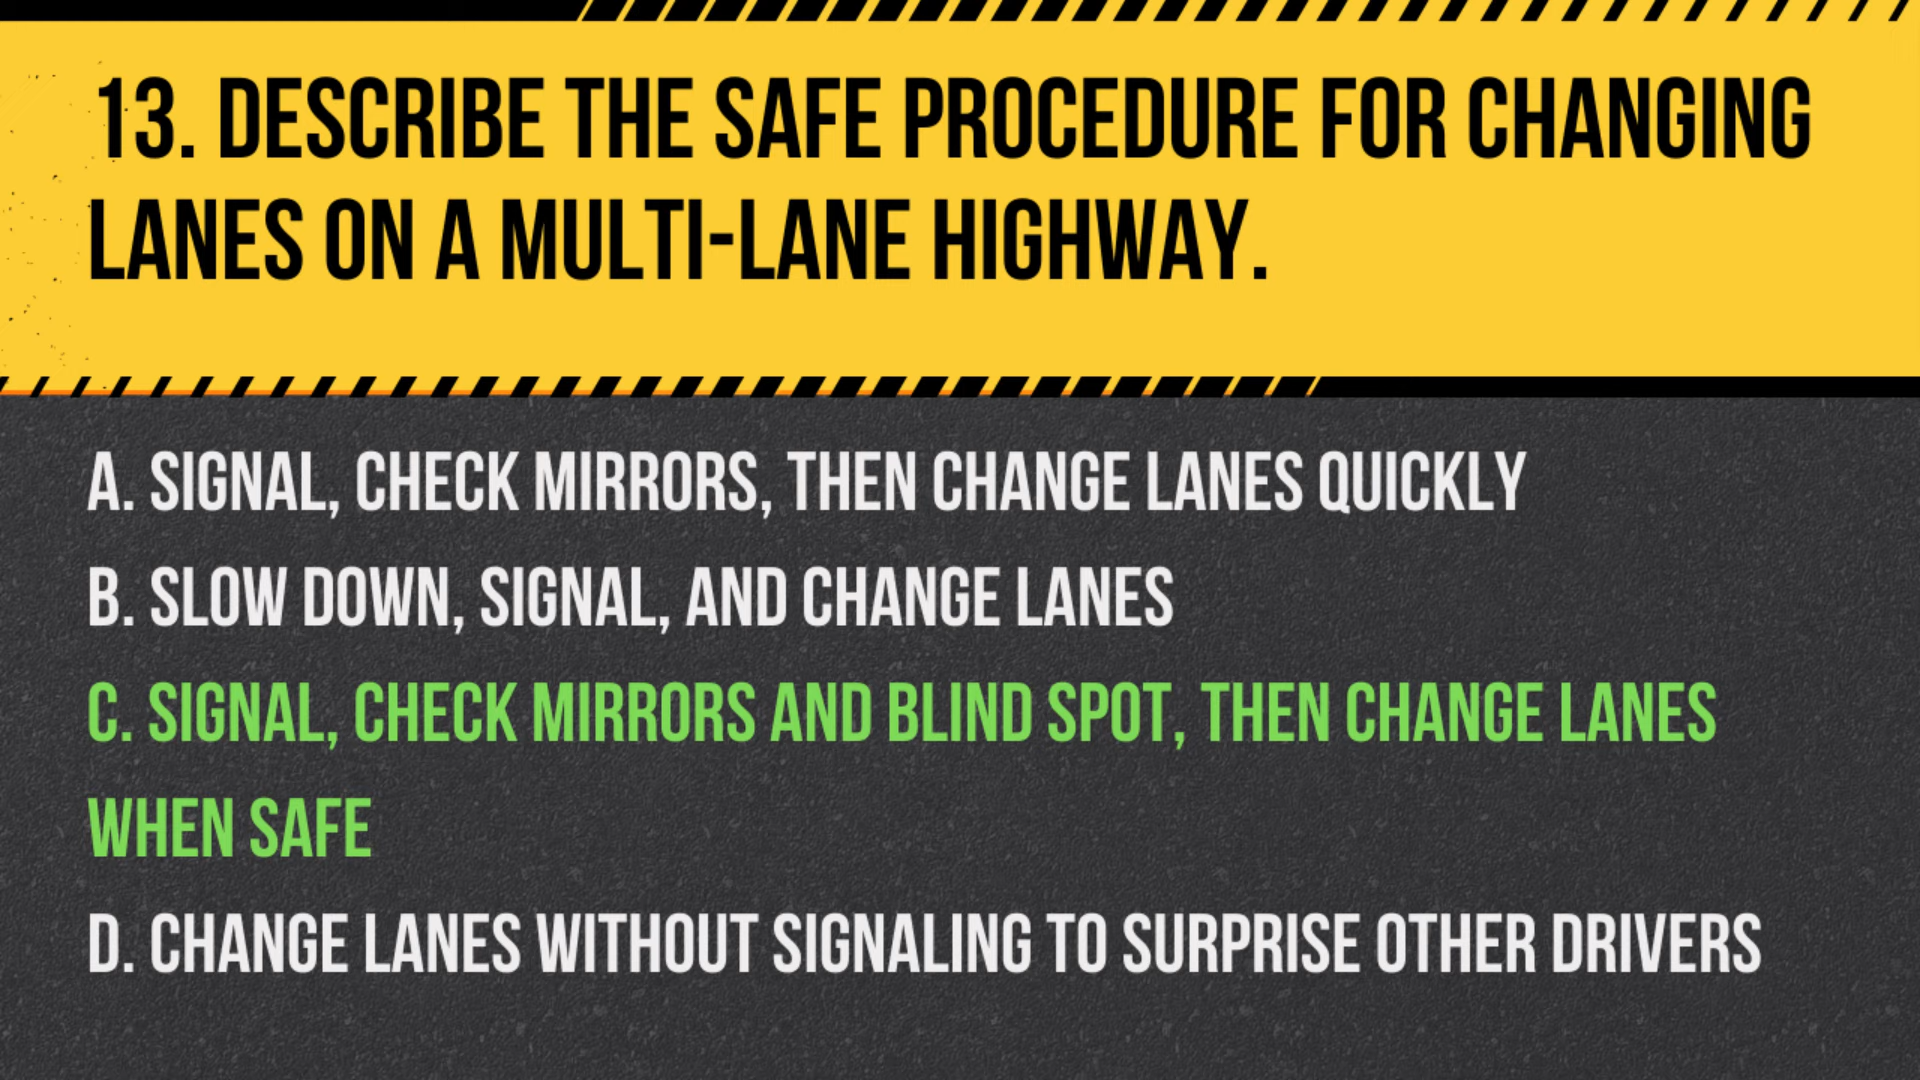 13. DESCRIBE THE SAFE PROCEDURE FOR CHANGING
LANES ON A MULTI-LANE HIGHWAY.
A. SIGNAL, CHECK MIRRORS, THEN CHANGE LANES QUICKLY
B. SLOW DOWN, SIGNAL, AND CHANGE LANES
C. SIGNAL, CHECK MIRRORS AND BLIND SPOT, THEN CHANGE LANES
WHEN SAFE
D. CHANGE LANES WITHOUT SIGNALING TO SURPRISE OTHER DRIVERS